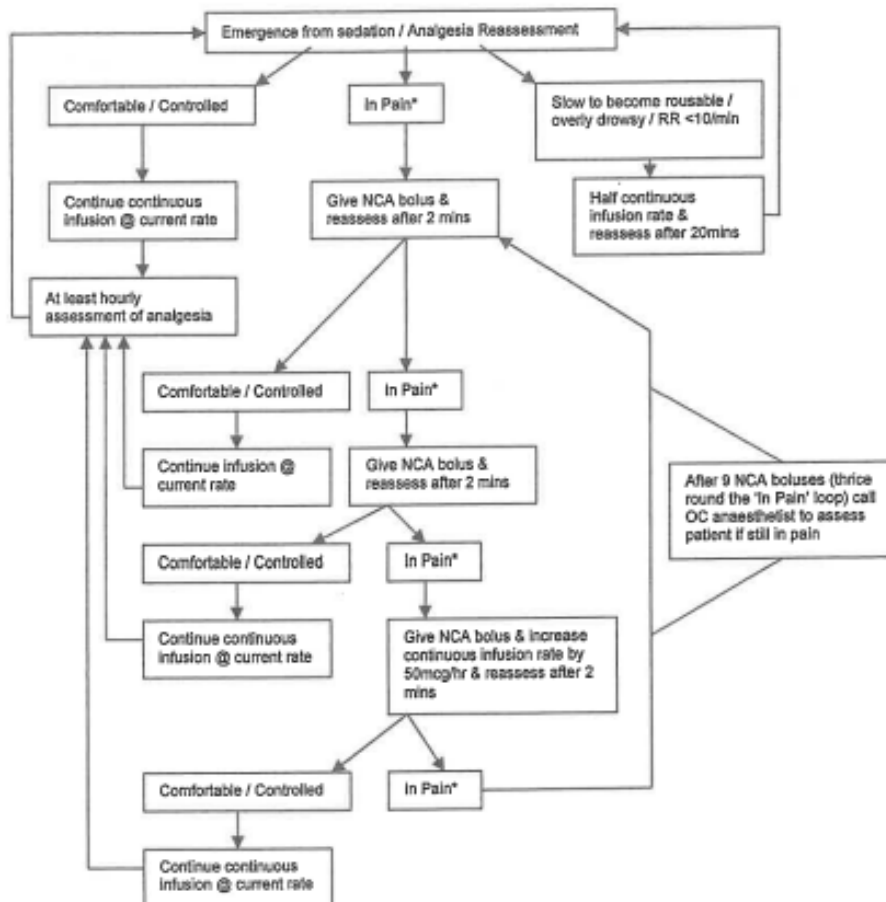 Emergence from sedation / Analgesia Reassessment
Comfortable / Controlled
In Pain*
Slow to become rousable /
overly drowsy / RR <10/min
Continue continuous
infusion @ current rate
Give NCA bolus &
reassess after 2 mins
Half continuous
infusion rate &
reassess after 20mins
At least hourly
assessment of analgesia
Comfortable / Controlled
In Pain*
Continue infusion @
current rate
Give NCA bolus &
reassess after 2 mins
After 9 NCA boluses (thrice
round the 'In Pain' loop) call
OC anaesthetist to assess
patient if still in pain
Comfortable / Controlled
In Pain*
Continue continuous
infusion @ current rate
Give NCA bolus & increase
continuous infusion rate by
50mcg/hr & reassess after 2
mins
Comfortable / Controlled
In Pain*
Continue continuous
infusion @ current rate